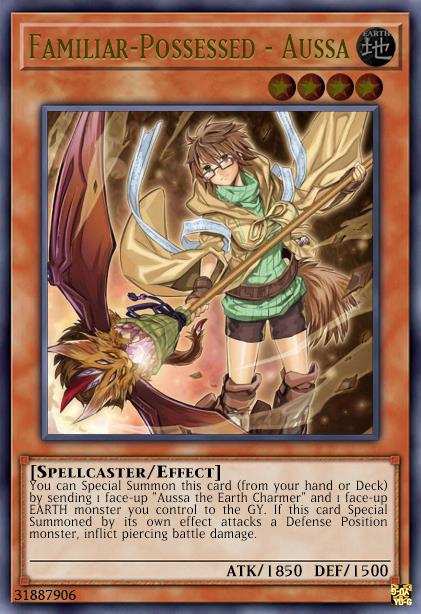 Familiar-Possessed - Aussa
EARTH
地
[Spellcaster/Effect]
You can Special Summon this card (from your hand or Deck)
by sending 1 face-up "Aussa the Earth Charmer" and 1 face-up
EARTH monster you control to the GY. If this card Special
Summoned by its own effect attacks a Defense Position
monster, inflict piercing battle damage.
ATK/1850 DEF/1500
31887906